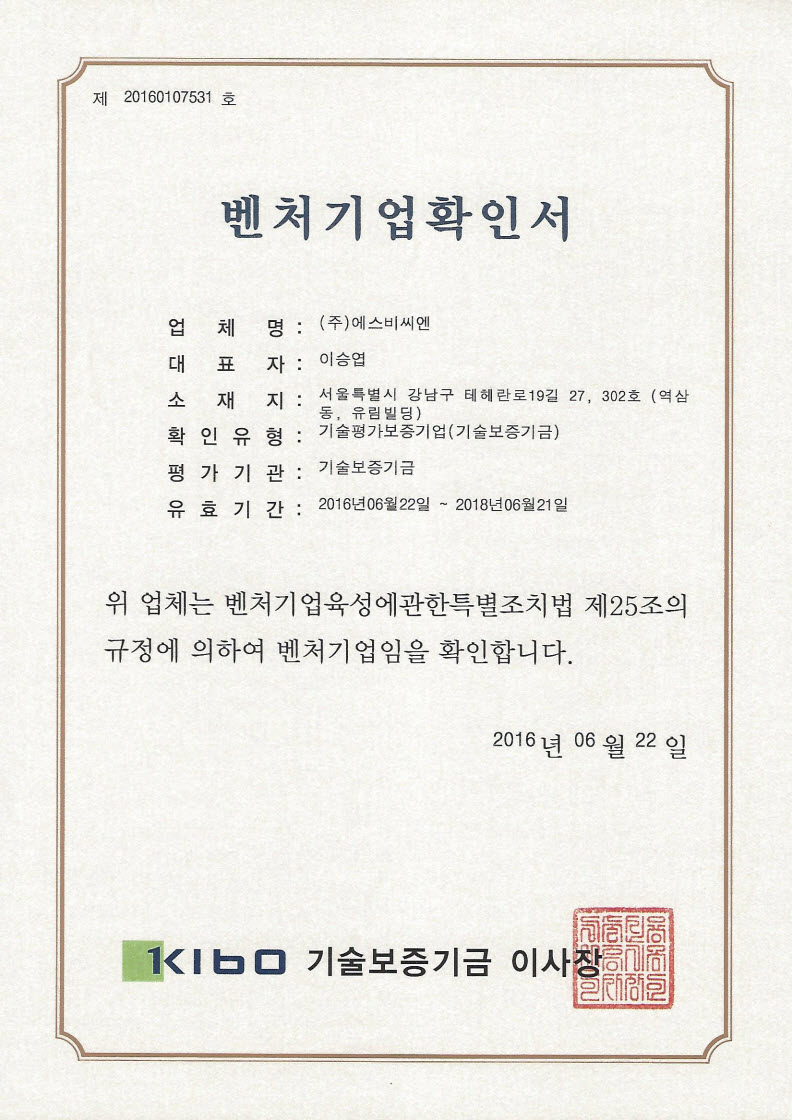 제 20160107531 호
벤처기업확인서
업 체 명 : (주)에스비씨엔
대 표 자 : 이승엽
소 재 지 : 서울특별시 강남구 테헤란로19길 27, 302호 (역삼
동, 유림빌딩)
확 인 유 형 : 기술평가보증기업(기술보증기금)
평 가 기 관 : 기술보증기금
유 효 기 간 : 2016년06월22일 ~ 2018년06월21일
위 업체는 벤처기업육성에관한특별조치법 제25조의
규정에 의하여 벤처기업임을 확인합니다.
2016 년 06 월 22 일
KIBO 기술보증기금 이사장